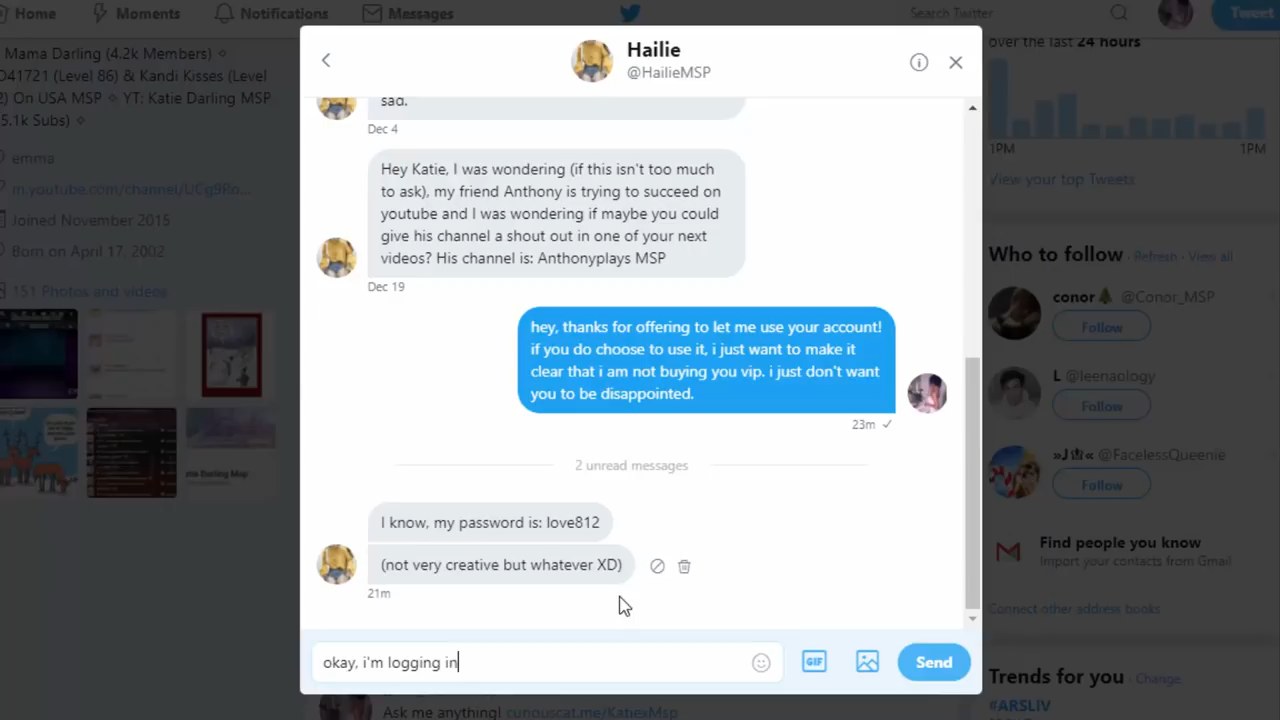 Home
Moments
Notifications
Messages
Search Twitter
Tweet
Mama Darling (4.2k Members) ⟡
041721 (Level 86) & Kandi Kisses (Level
2) On USA MSP ⟡ YT: Katie Darling MSP
5.1k Subs) ⟡
emma
m.youtube.com/channel/UCg9Ro...
Joined November 2015
Born on April 17, 2002
151 Photos and videos
Hailie
@HailieMSP
sad.
Dec 4
Hey Katie, I was wondering (if this isn't too much
to ask), my friend Anthony is trying to succeed on
youtube and I was wondering if maybe you could
give his channel a shout out in one of your next
videos? His channel is: Anthonyplays MSP
Dec 19
hey, thanks for offering to let me use your account!
if you do choose to use it, i just want to make it
clear that i am not buying you vip. i just don't want
you to be disappointed.
23m ✓
2 unread messages
I know, my password is: love812
(not very creative but whatever XD)
21m
okay, i'm logging in
GIF
Send
Ask me anything! curiouscat.me/KatiexMsp
over the last 24 hours
1PM
1PM
View your top Tweets
Who to follow · Refresh · View all
conor🌲 @Conor_MSP
Follow
L @leenaology
Follow
@FacelessQueenie
Follow
Find people you know
Import your contacts from Gmail
Connect other address books
Trends for you · Change
#ARSLIV